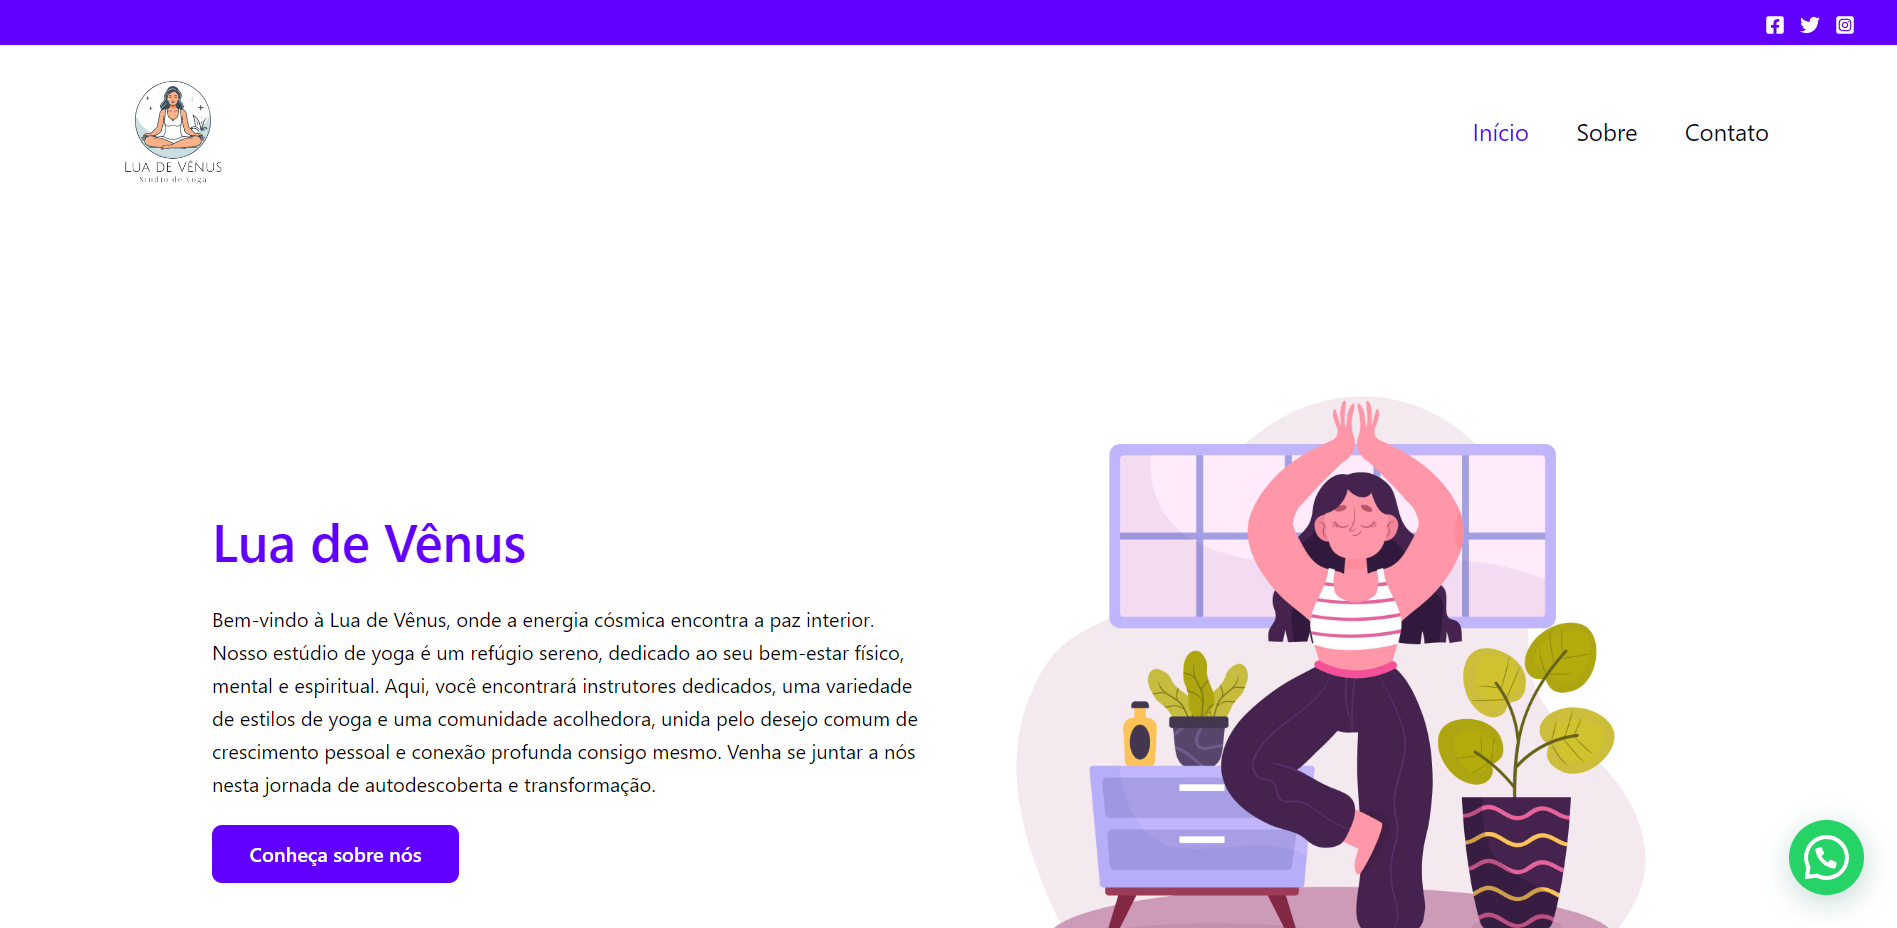 LUA DE VÊNUS
Studio de yoga
Início
Sobre
Contato
Lua de Vênus
Bem-vindo à Lua de Vênus, onde a energia cósmica encontra a paz interior.
Nosso estúdio de yoga é um refúgio sereno, dedicado ao seu bem-estar físico,
mental e espiritual. Aqui, você encontrará instrutores dedicados, uma variedade
de estilos de yoga e uma comunidade acolhedora, unida pelo desejo comum de
crescimento pessoal e conexão profunda consigo mesmo. Venha se juntar a nós
nesta jornada de autodescoberta e transformação.
Conheça sobre nós